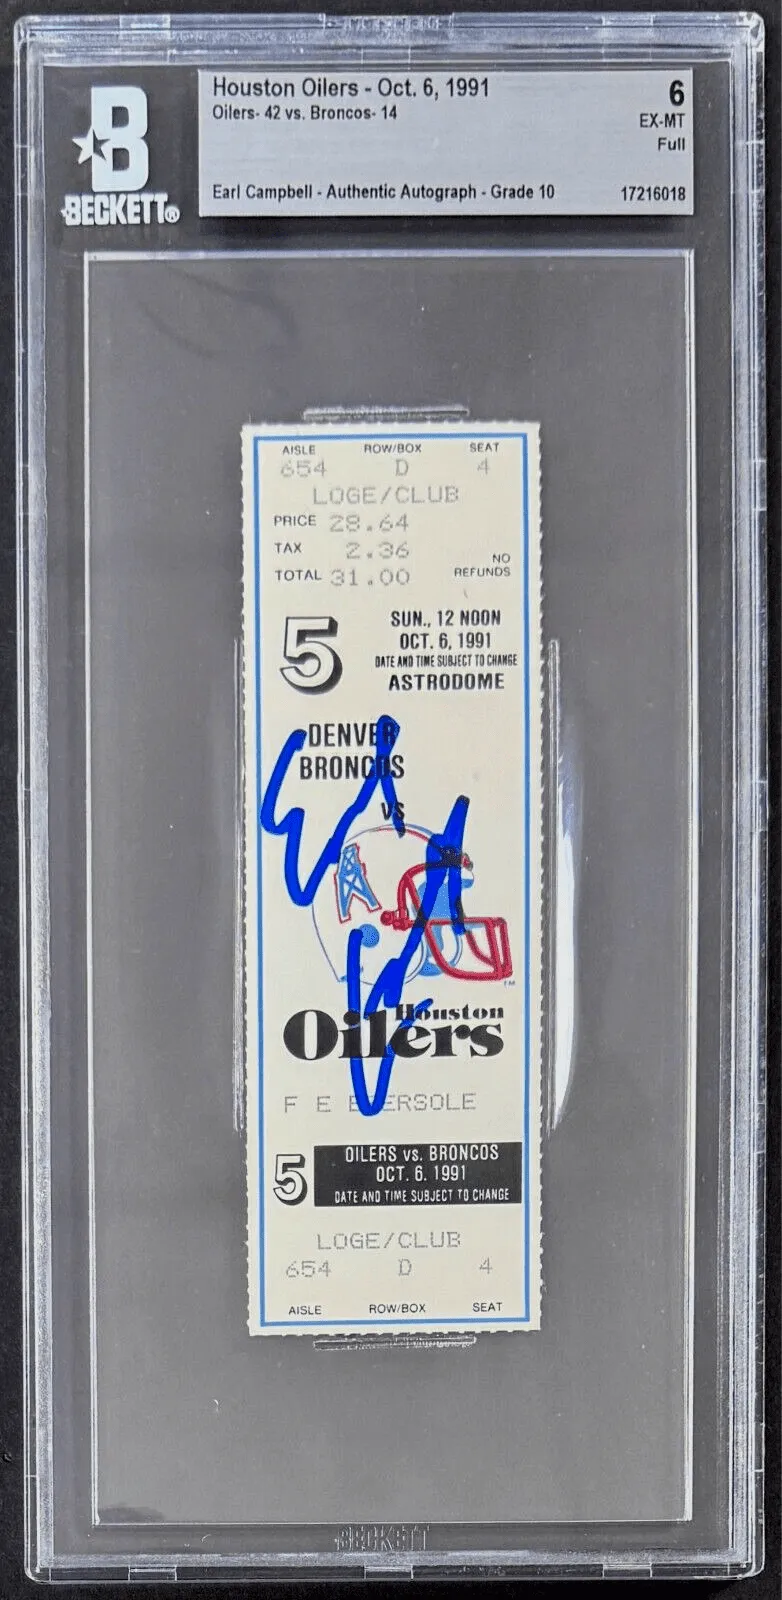 Houston Oilers - Oct. 6, 1991
Oilers- 42 vs. Broncos- 14
6
EX-MT
Full
Earl Campbell - Authentic Autograph - Grade 10
17216018
B
BECKETT®
AISLE ROW/BOX SEAT
654 D 4
LOGE/CLUB
PRICE 28.64
TAX 2.36
TOTAL 31.00
NO
REFUNDS
5
SUN., 12 NOON
OCT. 6, 1991
DATE AND TIME SUBJECT TO CHANGE
ASTRODOME
DENVER
BRONCOS
VS
Earl
TM
Houston
Oilers
F E EBERSOLE
5
OILERS vs. BRONCOS
OCT. 6. 1991
DATE AND TIME SUBJECT TO CHANGE
LOGE/CLUB
654 D 4
AISLE ROW/BOX SEAT
BECKETT